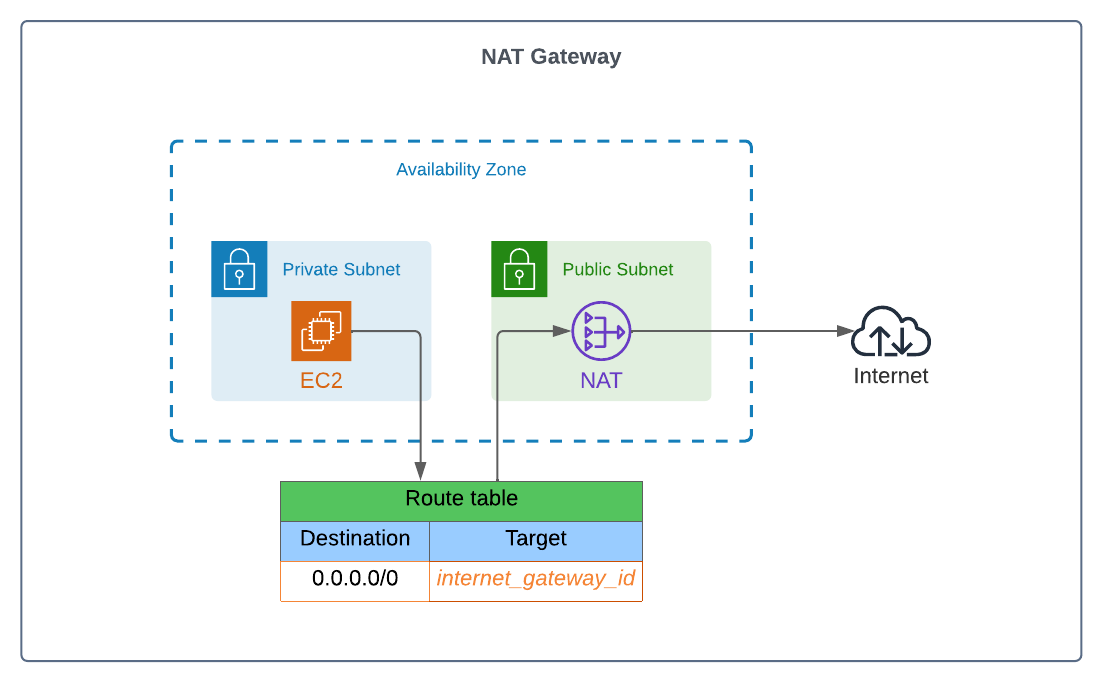 NAT Gateway
Availability Zone
Private Subnet
Public Subnet
EC2
NAT
Internet
Route table
Destination Target
0.0.0.0/0 internet_gateway_id